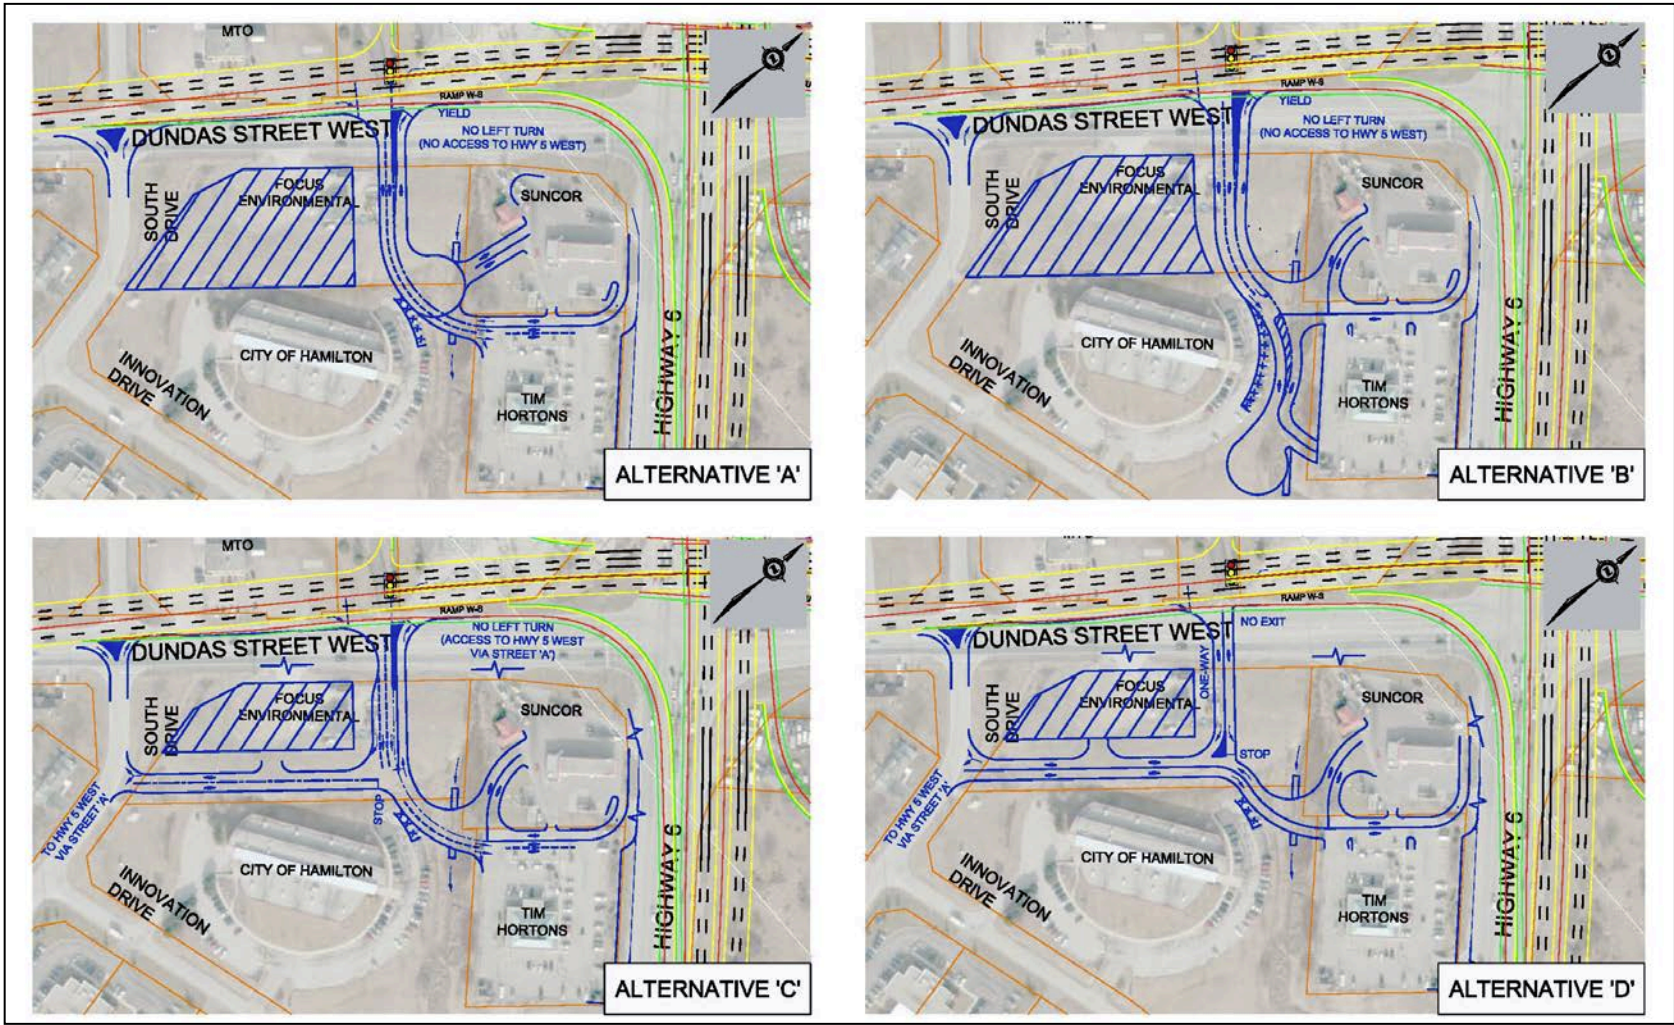 MTO
RAMP W-S
YIELD
DUNDAS STREET WEST
NO LEFT TURN
(NO ACCESS TO HWY 5 WEST)
SOUTH
DRIVE
FOCUS
ENVIRONMENTAL
SUNCOR
CITY OF HAMILTON
INNOVATION
DRIVE
TIM
HORTONS
HIGHWAY 6
ALTERNATIVE 'A'
RAMP W-S
YIELD
DUNDAS STREET WEST
NO LEFT TURN
(NO ACCESS TO HWY 5 WEST)
SOUTH
DRIVE
FOCUS
ENVIRONMENTAL
SUNCOR
CITY OF HAMILTON
INNOVATION
DRIVE
TIM
HORTONS
HIGHWAY 6
ALTERNATIVE 'B'
MTO
RAMP W-S
DUNDAS STREET WEST
NO LEFT TURN
(ACCESS TO HWY 5 WEST
VIA STREET 'A')
SOUTH
DRIVE
FOCUS
ENVIRONMENTAL
SUNCOR
TO HWY 5 WEST
VIA STREET 'A'
STOP
CITY OF HAMILTON
INNOVATION
DRIVE
TIM
HORTONS
HIGHWAY 6
ALTERNATIVE 'C'
MTO
RAMP W-S
NO EXIT
DUNDAS STREET WEST
ONE-WAY
SOUTH
DRIVE
FOCUS
ENVIRONMENTAL
SUNCOR
STOP
TO HWY 5 WEST
VIA STREET 'A'
CITY OF HAMILTON
INNOVATION
DRIVE
TIM
HORTONS
HIGHWAY 6
ALTERNATIVE 'D'